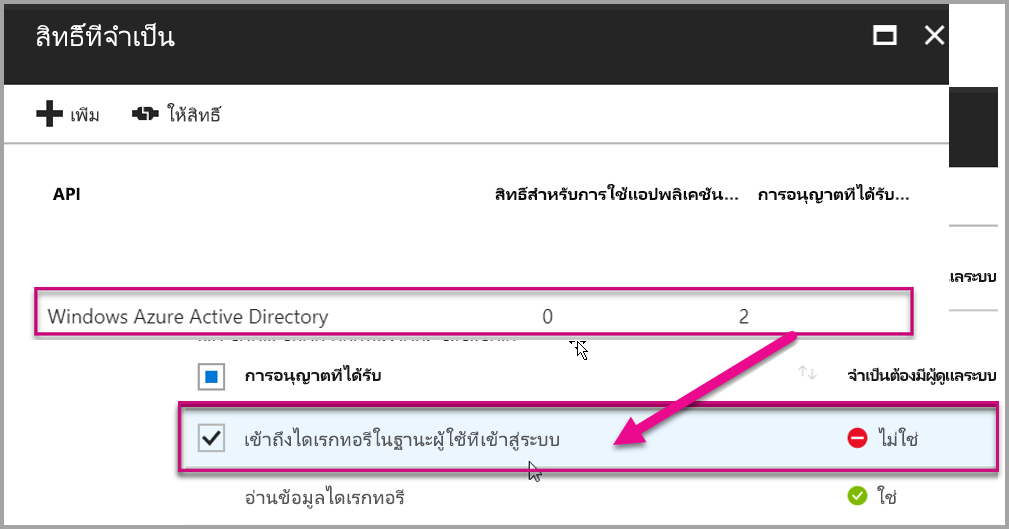 สิทธิ์ที่จำเป็น
เพิ่ม ให้สิทธิ์
API สิทธิ์สำหรับการใช้แอปพลิเคชัน... การอนุญาตที่ได้รับ...
แลระบบ
Windows Azure Active Directory 0 2
การอนุญาตที่ได้รับ จำเป็นต้องมีผู้ดูแลระบบ
เข้าถึงไดเรกทอรีในฐานะผู้ใช้ที่เข้าสู่ระบบ ไม่ใช่
อ่านข้อมูลไดเรกทอรี ใช่